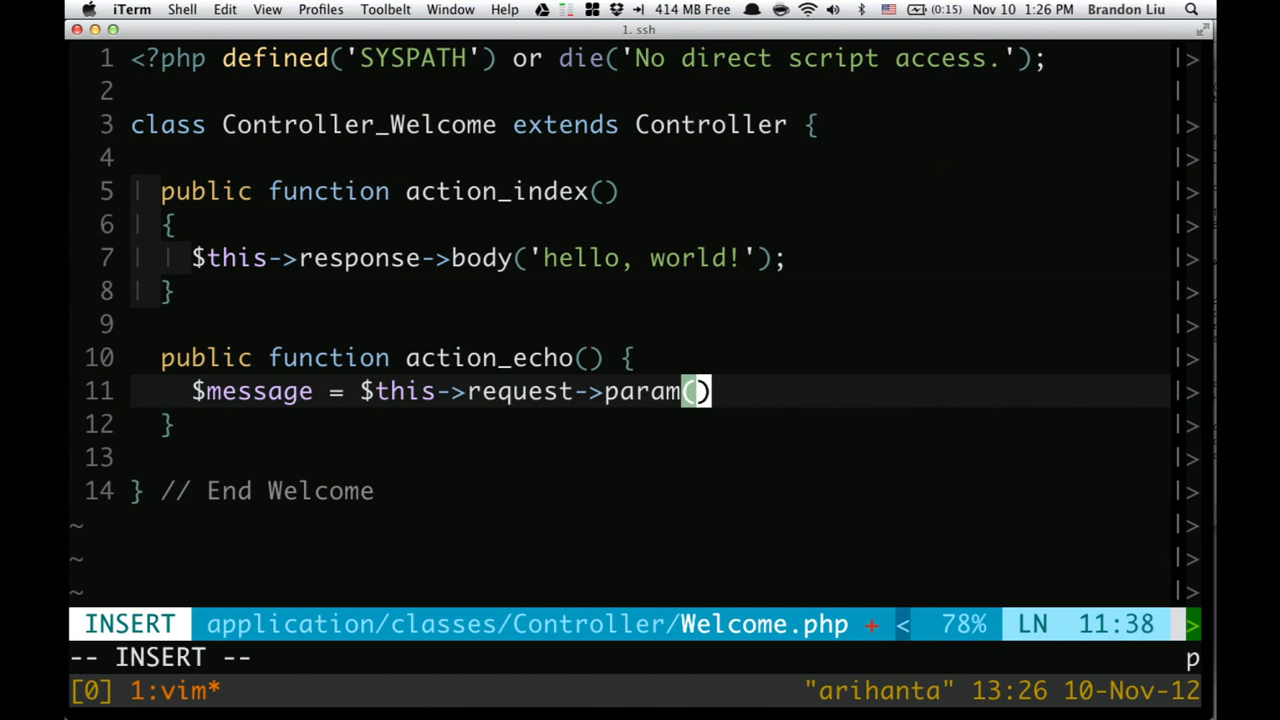 iTerm Shell Edit View Profiles Toolbelt Window Help 414 MB Free (0:15) Nov 10 1:26 PM Brandon Liu
1. ssh
1 <?php defined('SYSPATH') or die('No direct script access.'); |>
2 |
3 class Controller_Welcome extends Controller { |>
4 |>
5 | public function action_index() |>
6 | { |>
7 | | $this->response->body('hello, world!'); |>
8 | } |>
9 |
10 public function action_echo() { |>
11 $message = $this->request->param() |>
12 } |>
13 |>
14 } // End Welcome |>
~ |>
~ |>
~ |>
INSERT application/classes/Controller/Welcome.php + < 78% LN 11:38 >
-- INSERT -- p
[0] 1:vim* "arihanta" 13:26 10-Nov-12